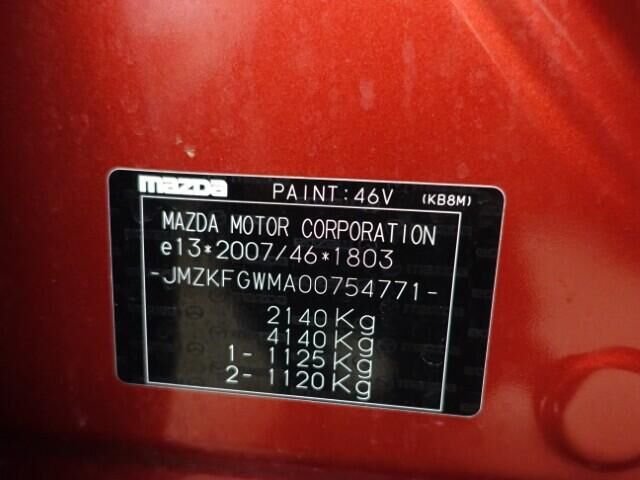 mazda PAINT:46V (KB8M)
MAZDA MOTOR CORPORATION
e13*2007/46*1803
-JMZKFGWMA00754771-
2140Kg
4140Kg
1- 1125Kg
2- 1120Kg